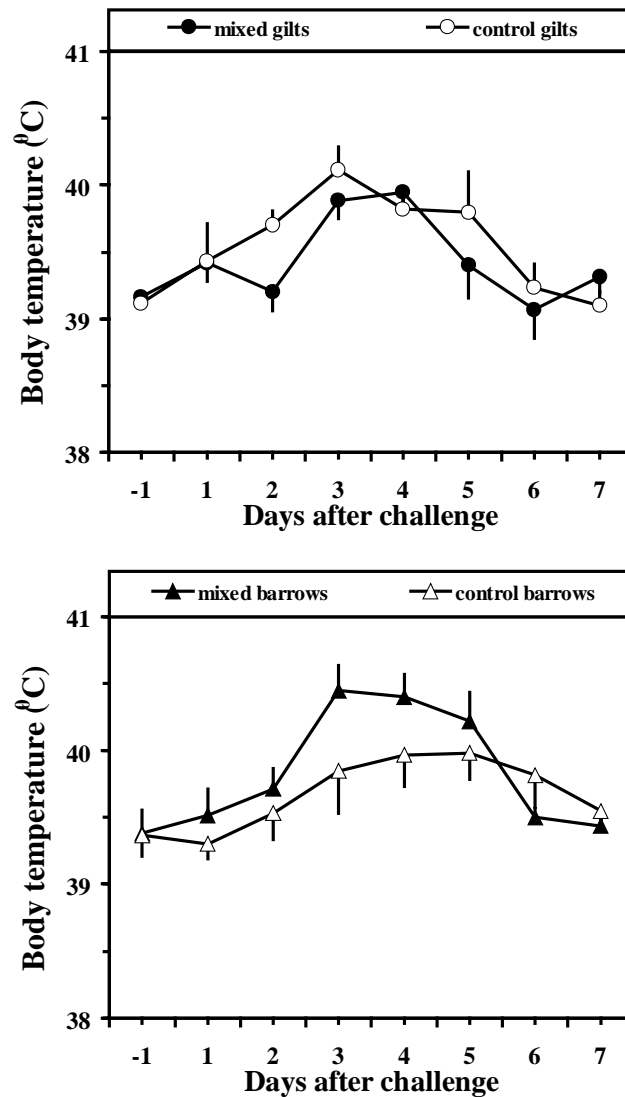 mixed gilts control gilts
41
40
39
38
Body temperature (⁰C)
-1 1 2 3 4 5 6 7
Days after challenge
mixed barrows control barrows
41
40
39
38
Body temperature (⁰C)
-1 1 2 3 4 5 6 7
Days after challenge